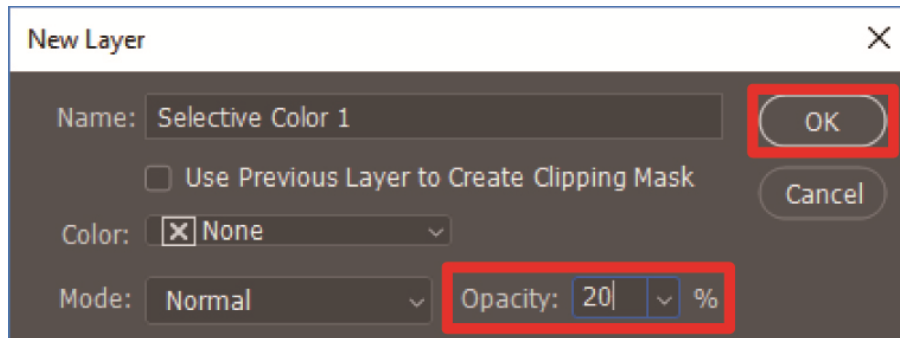 New Layer
Name: Selective Color 1
OK
Use Previous Layer to Create Clipping Mask
Cancel
Color: None
Mode: Normal
Opacity: 20 %